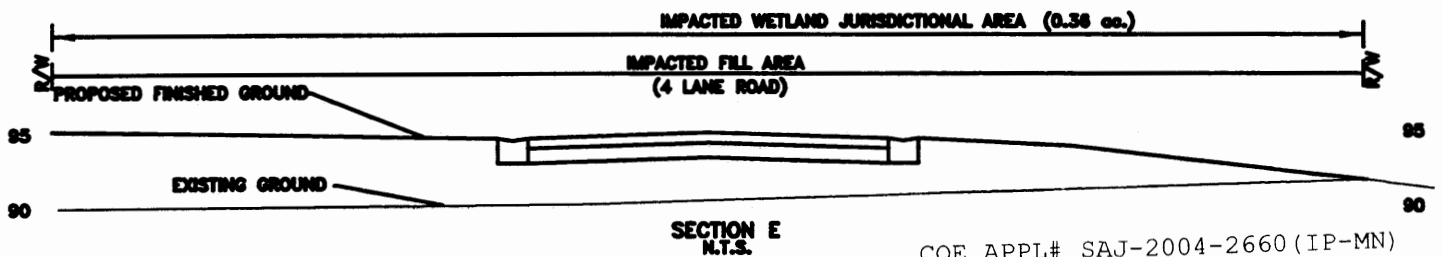 IMPACTED WETLAND JURISDICTIONAL AREA (0.36 ac.)
R/W
R/W
IMPACTED FILL AREA
(4 LANE ROAD)
PROPOSED FINISHED GROUND
95
95
EXISTING GROUND
90
90
SECTION E
N.T.S.
COE APPL# SAJ-2004-2660(IP-MN)